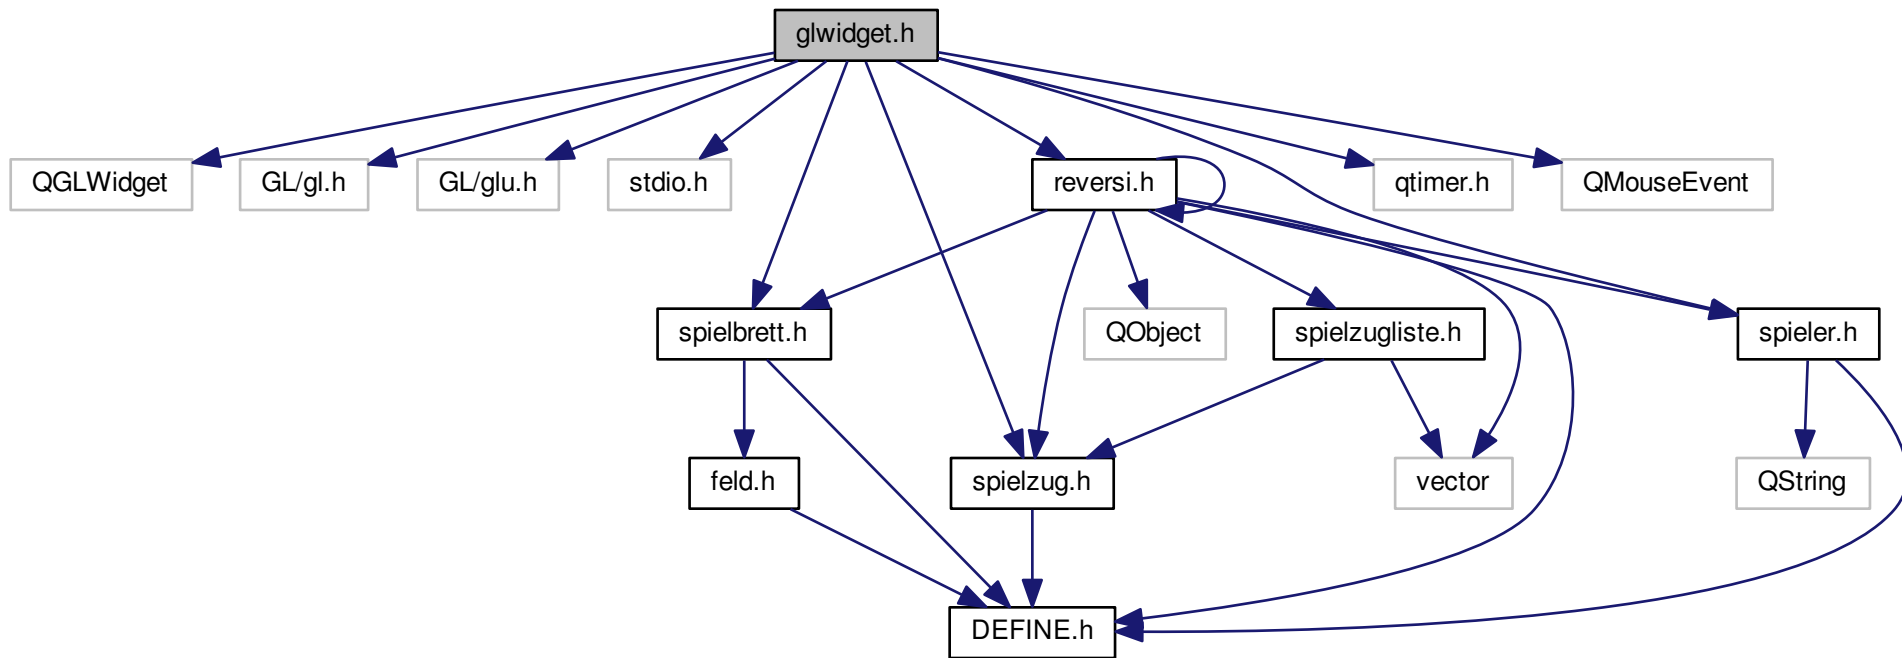 glwidget.h
QGLWidget
GL/gl.h
GL/glu.h
stdio.h
reversi.h
qtimer.h
QMouseEvent
spielbrett.h
QObject
spielzugliste.h
spieler.h
feld.h
spielzug.h
vector
QString
DEFINE.h